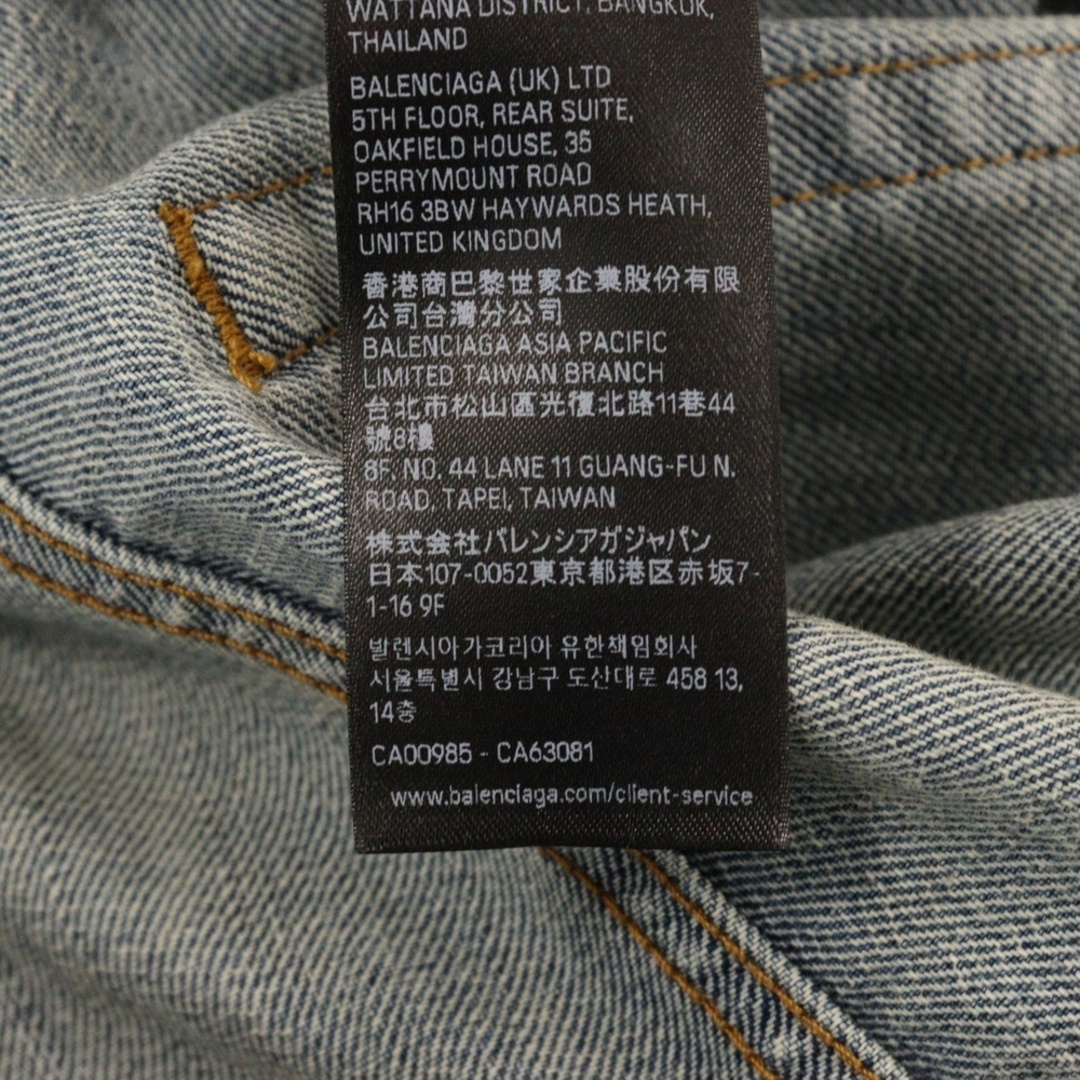 WATTANA DISTRICT, BANGKOK,
THAILAND
BALENCIAGA (UK) LTD
5TH FLOOR, REAR SUITE,
OAKFIELD HOUSE, 35
PERRYMOUNT ROAD
RH16 3BW HAYWARDS HEATH,
UNITED KINGDOM
香港商巴黎世家企業股份有限
公司台灣分公司
BALENCIAGA ASIA PACIFIC
LIMITED TAIWAN BRANCH
台北市松山區光復北路11巷44
號8樓
8F, NO. 44 LANE 11 GUANG-FU N.
ROAD, TAPEI, TAIWAN
株式会社バレンシアガジャパン
日本107-0052東京都港区赤坂7-
1-16 9F
발렌시아가코리아 유한책임회사
서울특별시 강남구 도산대로 458 13,
14층
CA00985 - CA63081
www.balenciaga.com/client-service